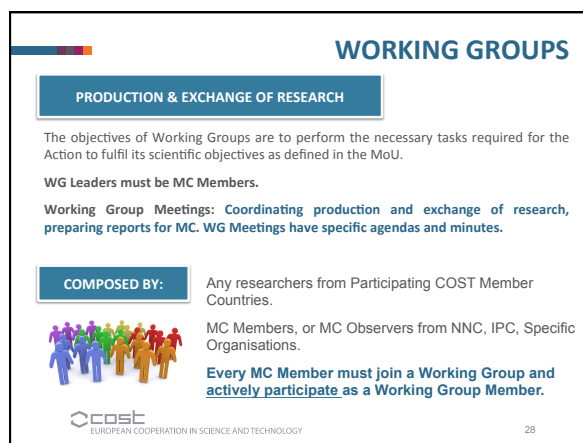 WORKING GROUPS
PRODUCTION & EXCHANGE OF RESEARCH
The objectives of Working Groups are to perform the necessary tasks required for the
Action to fulfil its scientific objectives as defined in the MoU.
WG Leaders must be MC Members.
Working Group Meetings: Coordinating production and exchange of research,
preparing reports for MC. WG Meetings have specific agendas and minutes.
COMPOSED BY:
Any researchers from Participating COST Member
Countries.
MC Members, or MC Observers from NNC, IPC, Specific
Organisations.
Every MC Member must join a Working Group and
actively participate as a Working Group Member.
cost
EUROPEAN COOPERATION IN SCIENCE AND TECHNOLOGY
28